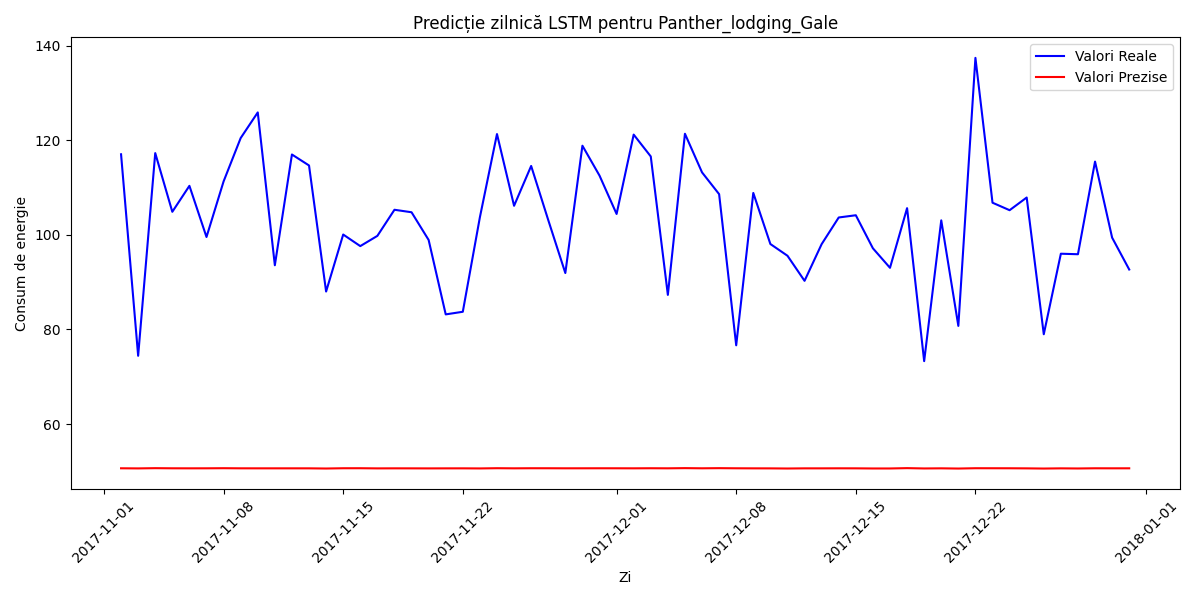 Predicție zilnică LSTM pentru Panther_lodging_Gale
Valori Reale
Valori Prezise
Consum de energie
140
120
100
80
60
2017-11-01
2017-11-08
2017-11-15
2017-11-22
2017-12-01
2017-12-08
2017-12-15
2017-12-22
2018-01-01
Zi